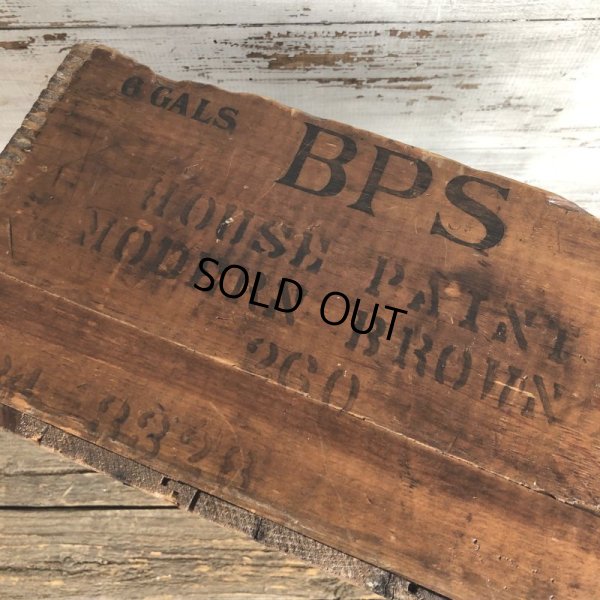 6 GALS
BPS
HOUSE PAINT
MODERN BROWN
260
SOLD OUT